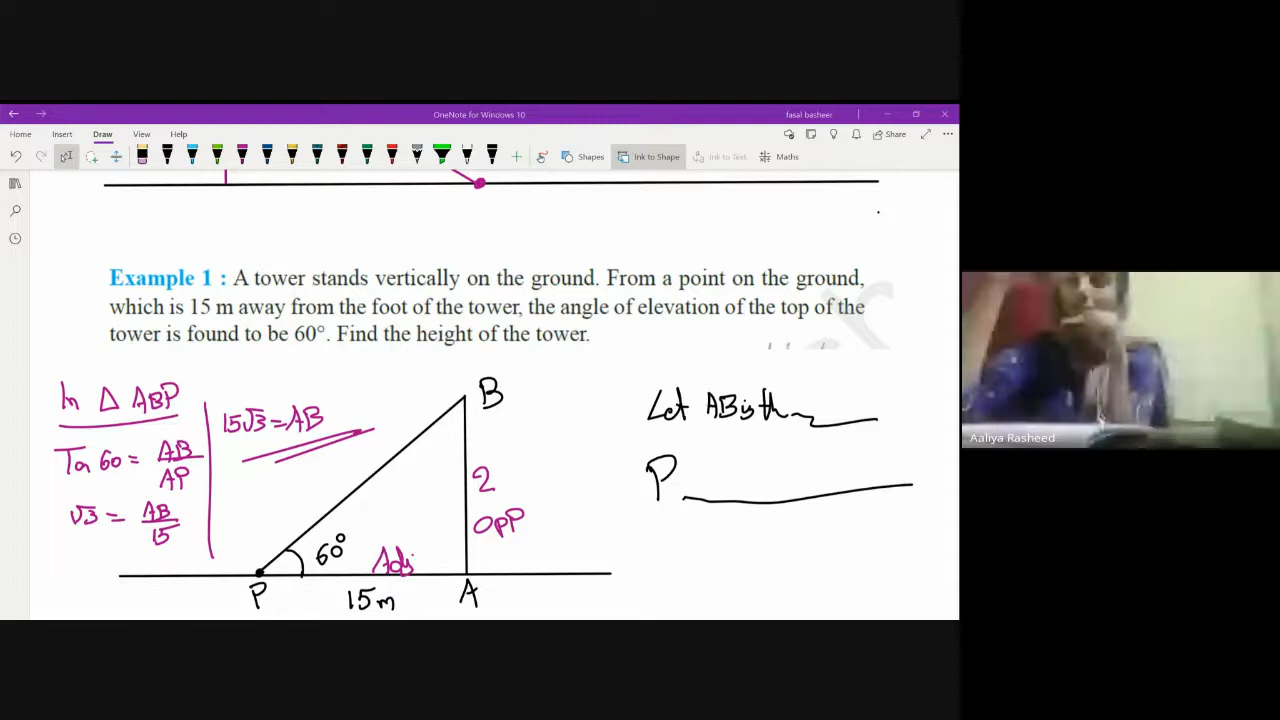 OneNote for Windows 10
fasal basheer
Home Insert Draw View Help
Share
Shapes Ink to Shape Ink to Text Maths
Example 1 : A tower stands vertically on the ground. From a point on the ground,
which is 15 m away from the foot of the tower, the angle of elevation of the top of the
tower is found to be 60°. Find the height of the tower.
In Δ ABP
Ta 60 = AB/AP
√3 = AB/15
15√3 = AB
B
2
opp
60°
Adj
P
15m
A
Let AB is th
P
Aaliya Rasheed